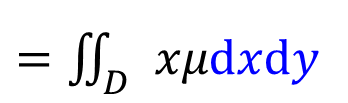 = ∬_D xμdxdy